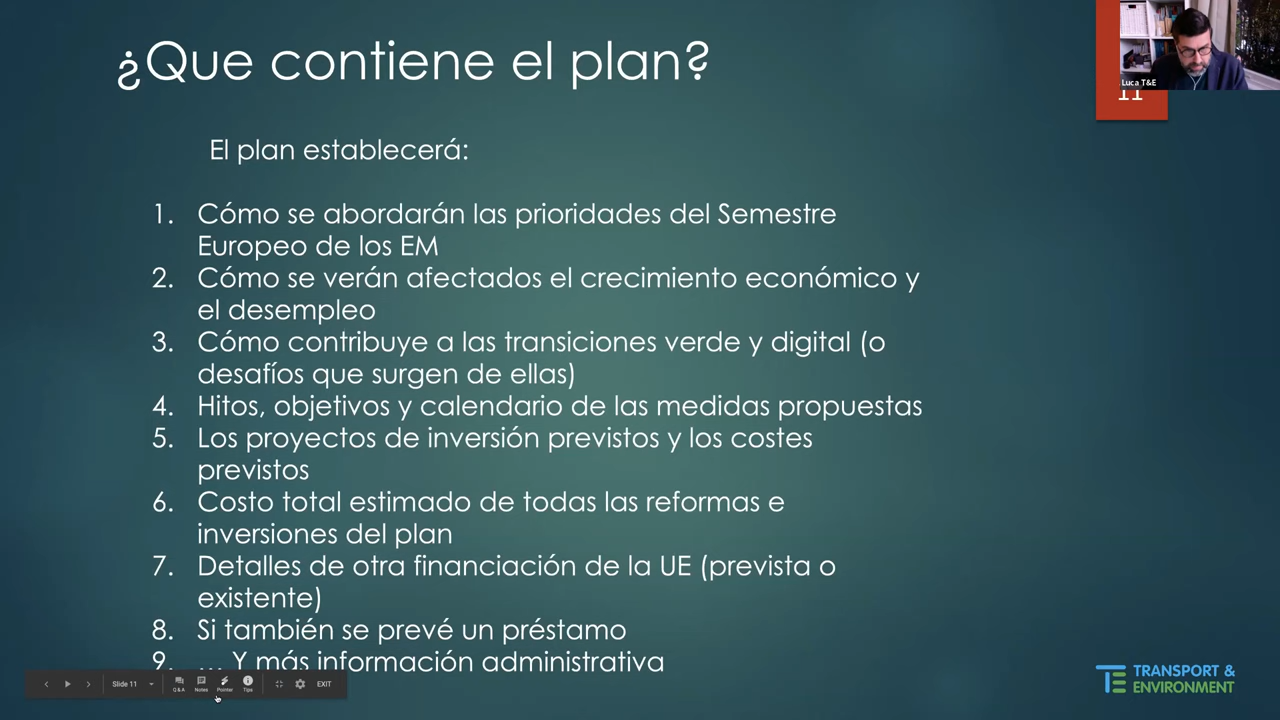 ¿Que contiene el plan?
Luca T&E
11
El plan establecerá:
1. Cómo se abordarán las prioridades del Semestre
Europeo de los EM
2. Cómo se verán afectados el crecimiento económico y
el desempleo
3. Cómo contribuye a las transiciones verde y digital (o
desafíos que surgen de ellas)
4. Hitos, objetivos y calendario de las medidas propuestas
5. Los proyectos de inversión previstos y los costes
previstos
6. Costo total estimado de todas las reformas e
inversiones del plan
7. Detalles de otra financiación de la UE (prevista o
existente)
8. Si también se prevé un préstamo
9. … Y más información administrativa
Slide 11
Q&A
Notes
Pointer
Tips
EXIT
TRANSPORT &
ENVIRONMENT